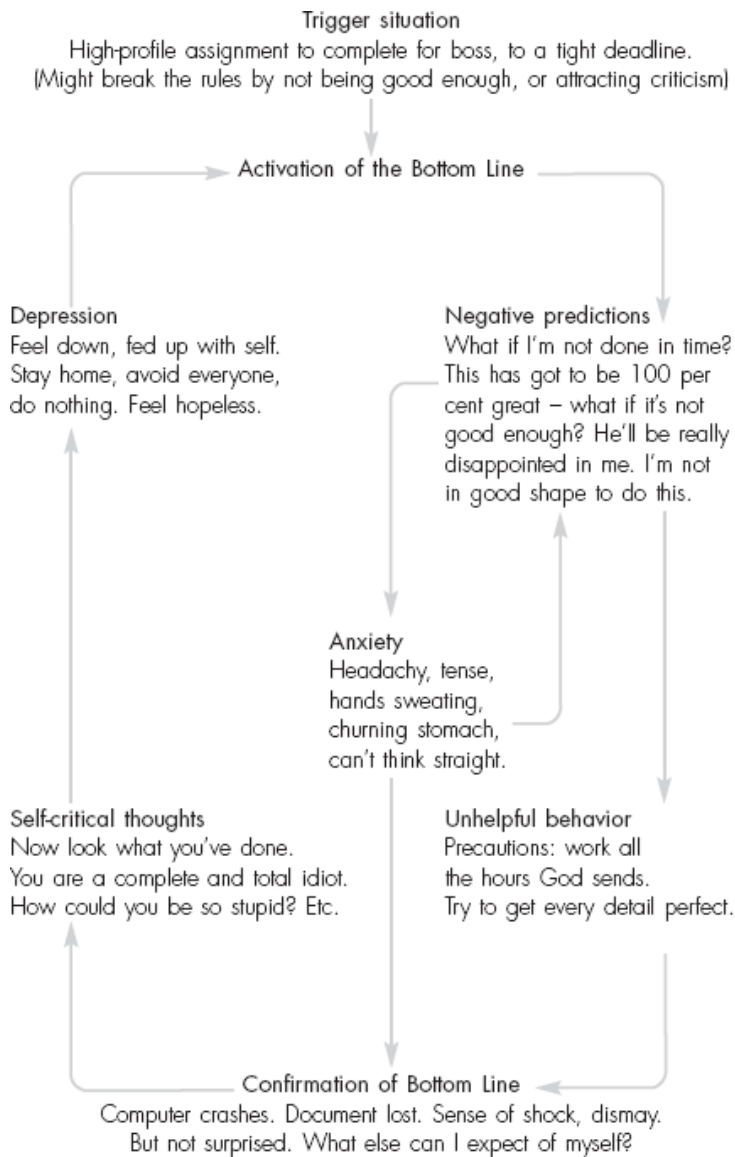 Trigger situation
High-profile assignment to complete for boss, to a tight deadline.
(Might break the rules by not being good enough, or attracting criticism)
Activation of the Bottom Line
Depression
Feel down, fed up with self.
Stay home, avoid everyone,
do nothing. Feel hopeless.
Negative predictions
What if I'm not done in time?
This has got to be 100 per
cent great – what if it's not
good enough? He'll be really
disappointed in me. I'm not
in good shape to do this.
Anxiety
Headachy, tense,
hands sweating,
churning stomach,
can't think straight.
Self-critical thoughts
Now look what you've done.
You are a complete and total idiot.
How could you be so stupid? Etc.
Unhelpful behavior
Precautions: work all
the hours God sends.
Try to get every detail perfect.
Confirmation of Bottom Line
Computer crashes. Document lost. Sense of shock, dismay.
But not surprised. What else can I expect of myself?